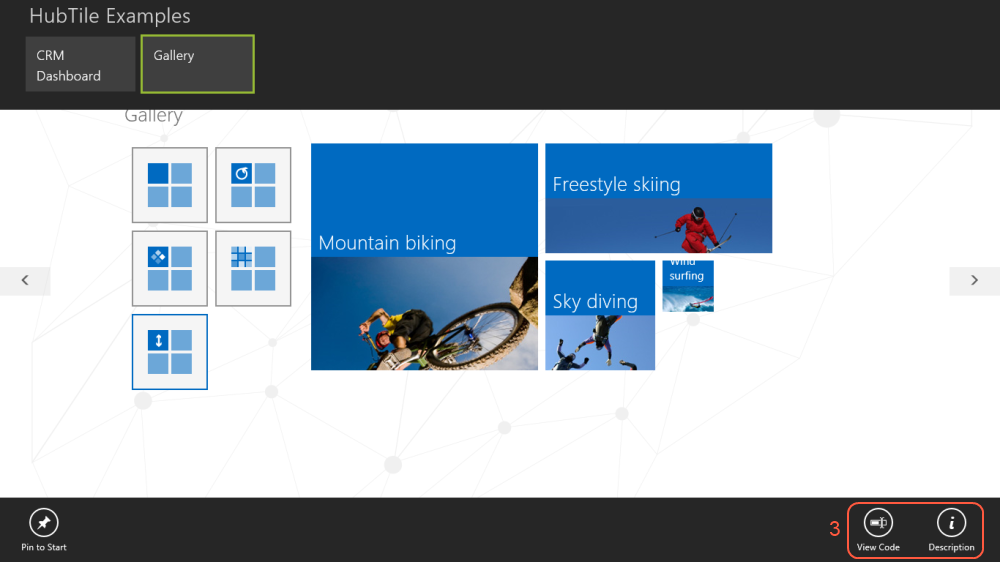 HubTile Examples
CRM
Dashboard
Gallery
Gallery
Mountain biking
Freestyle skiing
Sky diving
Wind
surfing
Pin to Start
3
View Code
Description